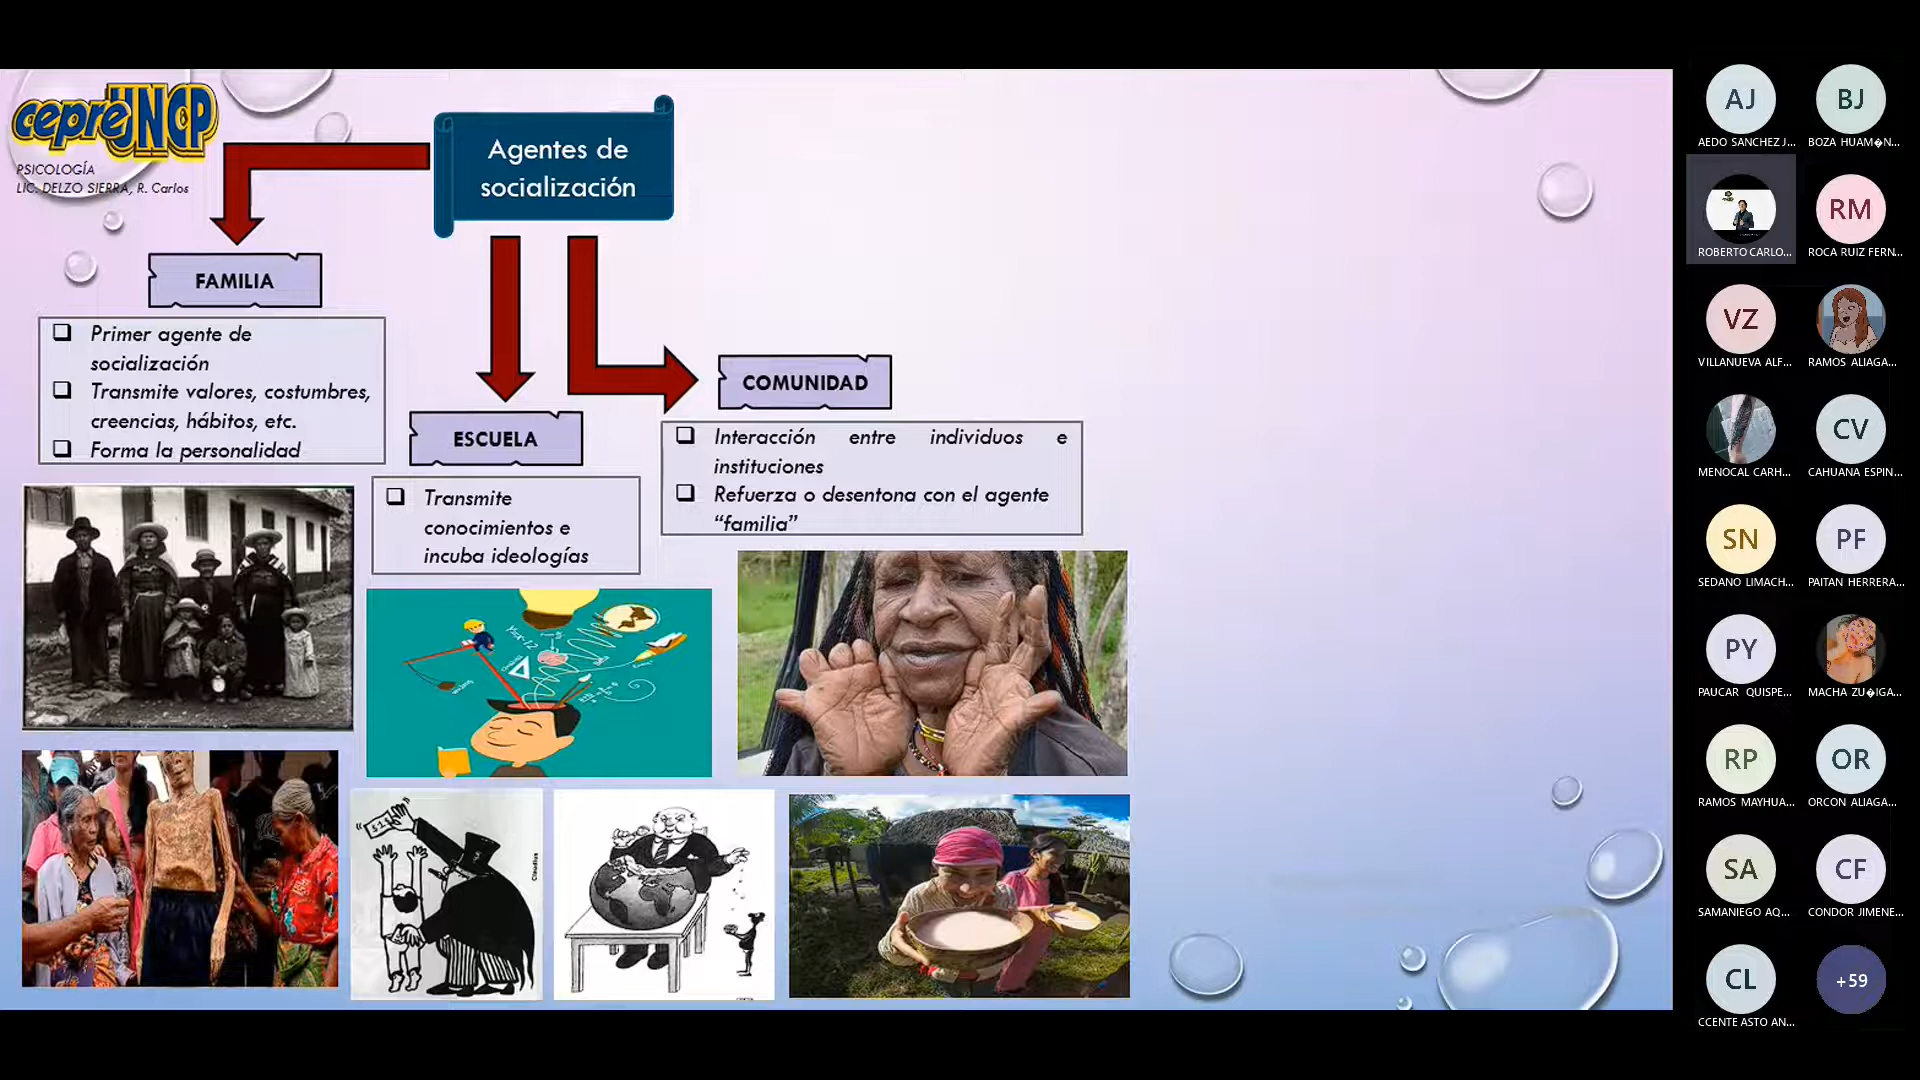 cepreUNCP
PSICOLOGÍA
LIC. DELZO SIERRA, R. Carlos
Agentes de
socialización
FAMILIA
❑ Primer agente de
socialización
❑ Transmite valores, costumbres,
creencias, hábitos, etc.
❑ Forma la personalidad
ESCUELA
❑ Transmite
conocimientos e
incuba ideologías
COMUNIDAD
❑ Interacción entre individuos e
instituciones
❑ Refuerza o desentona con el agente
“familia”
AJ
AEDO SANCHEZ J...
BJ
BOZA HUAM�N...
ROBERTO CARLO...
RM
ROCA RUIZ FERN...
VZ
VILLANUEVA ALF...
RAMOS ALIAGA...
MENOCAL CARH...
CV
CAHUANA ESPIN...
SN
SEDANO LIMACH...
PF
PAITAN HERRERA...
PY
PAUCAR QUISPE...
MACHA ZU�IGA...
RP
RAMOS MAYHUA...
OR
ORCON ALIAGA...
SA
SAMANIEGO AQ...
CF
CONDOR JIMENE...
CL
CCENTE ASTO AN...
+59